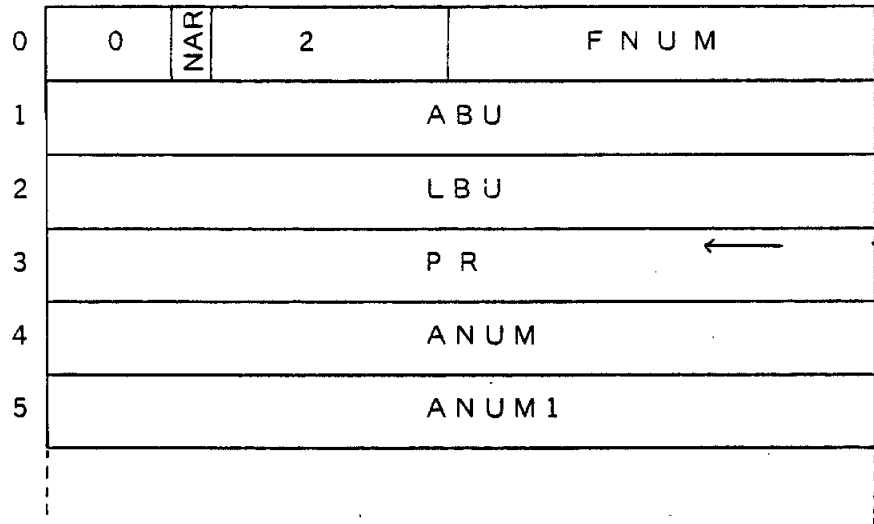 0 0 NAR 2 FNUM
1 ABU
2 LBU
3 PR ←
4 ANUM
5 ANUM1